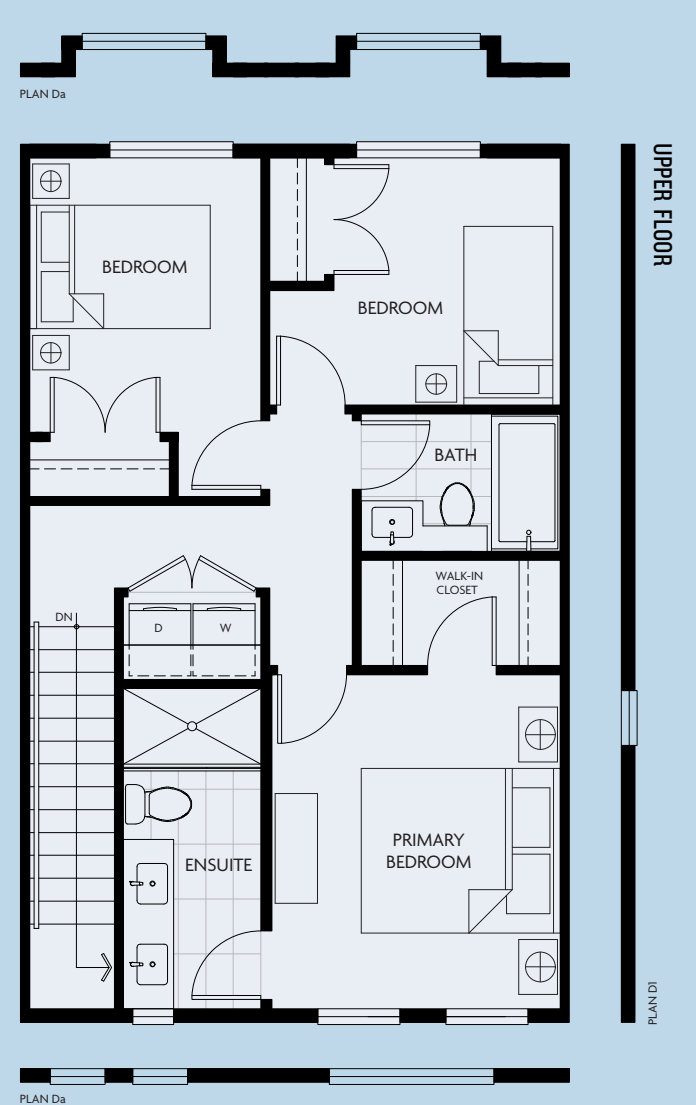 PLAN Da
UPPER FLOOR
BEDROOM
BEDROOM
BATH
WALK-IN
CLOSET
DN
D
W
PRIMARY
BEDROOM
ENSUITE
PLAN D1
PLAN Da